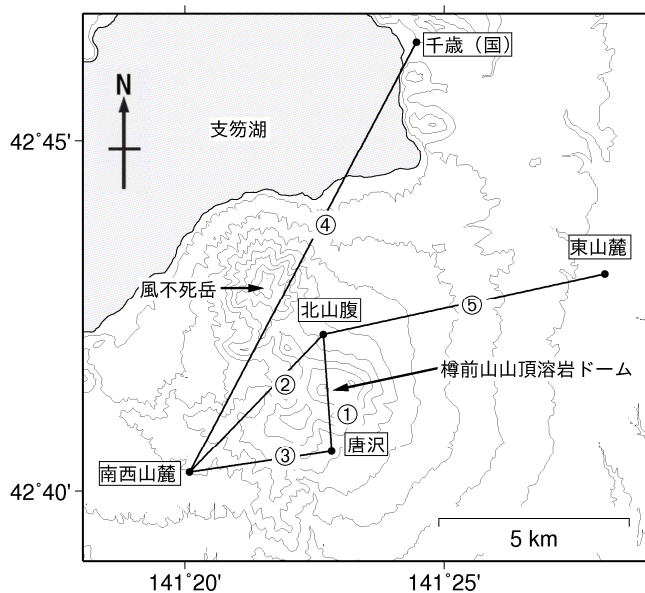 千歳（国）
N
支笏湖
42˚45'
④
東山麓
風不死岳
北山腹
⑤
樽前山山頂溶岩ドーム
②
①
唐沢
③
南西山麓
42˚40'
5 km
141˚20'
141˚25'